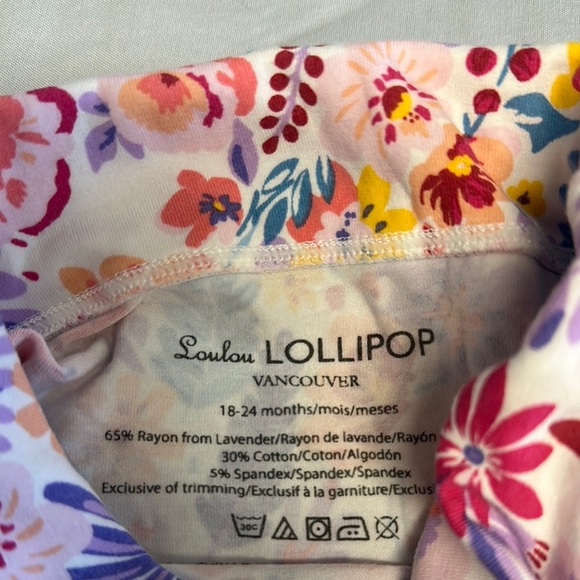 Loulou LOLLIPOP
VANCOUVER
18-24 months/mois/meses
65% Rayon from Lavender/Rayon de lavande/Rayón
30% Cotton/Coton/Algodón
5% Spandex/Spandex/Spandex
Exclusive of trimming/Exclusif à la garniture/Exclus
30C